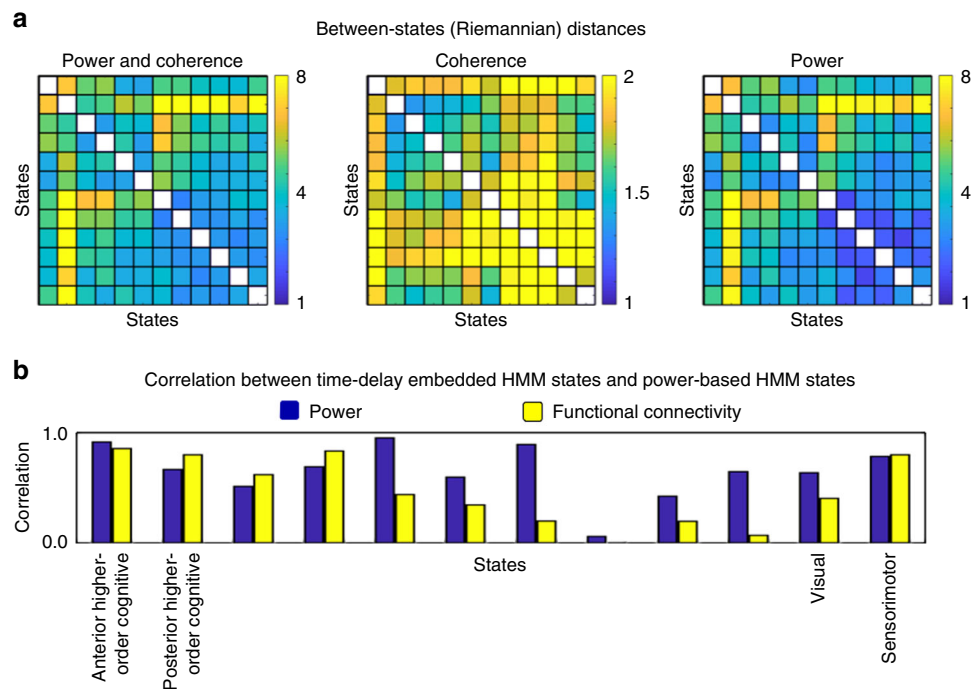 a
Between-states (Riemannian) distances
Power and coherence
Coherence
Power
States
8
4
1
States
States
2
1.5
1
States
States
8
4
1
States
b
Correlation between time-delay embedded HMM states and power-based HMM states
Power
Functional connectivity
Correlation
1.0
0.0
States
Anterior higher-
order cognitive
Posterior higher-
order cognitive
Visual
Sensorimotor